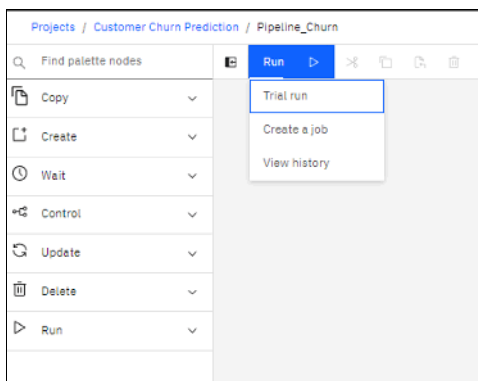 Projects / Customer Churn Prediction / Pipeline_Churn
Find palette nodes
Run
Copy
Trial run
Create
Create a job
Wait
View history
Control
Update
Delete
Run